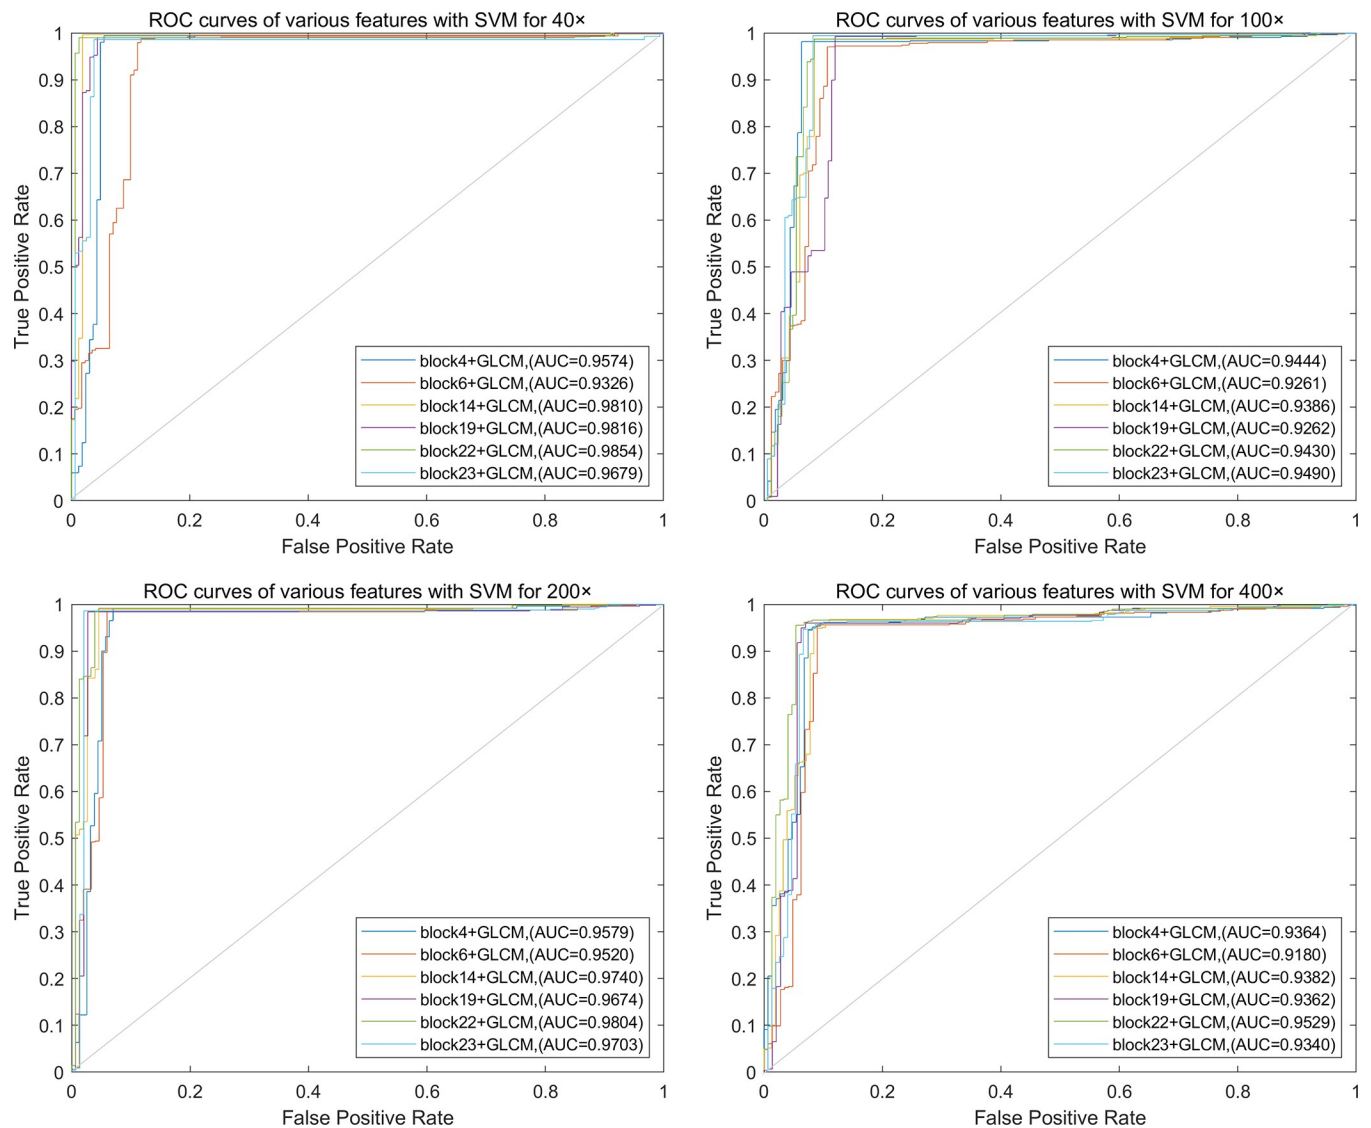 ROC curves of various features with SVM for 40×
1
0.9
0.8
0.7
0.6
0.5
0.4
0.3
0.2
0.1
0
True Positive Rate
block4+GLCM,(AUC=0.9574)
block6+GLCM,(AUC=0.9326)
block14+GLCM,(AUC=0.9810)
block19+GLCM,(AUC=0.9816)
block22+GLCM,(AUC=0.9854)
block23+GLCM,(AUC=0.9679)
0 0.2 0.4 0.6 0.8 1
False Positive Rate
ROC curves of various features with SVM for 100×
1
0.9
0.8
0.7
0.6
0.5
0.4
0.3
0.2
0.1
0
True Positive Rate
block4+GLCM,(AUC=0.9444)
block6+GLCM,(AUC=0.9261)
block14+GLCM,(AUC=0.9386)
block19+GLCM,(AUC=0.9262)
block22+GLCM,(AUC=0.9430)
block23+GLCM,(AUC=0.9490)
0 0.2 0.4 0.6 0.8 1
False Positive Rate
ROC curves of various features with SVM for 200×
1
0.9
0.8
0.7
0.6
0.5
0.4
0.3
0.2
0.1
0
True Positive Rate
block4+GLCM,(AUC=0.9579)
block6+GLCM,(AUC=0.9520)
block14+GLCM,(AUC=0.9740)
block19+GLCM,(AUC=0.9674)
block22+GLCM,(AUC=0.9804)
block23+GLCM,(AUC=0.9703)
0 0.2 0.4 0.6 0.8 1
False Positive Rate
ROC curves of various features with SVM for 400×
1
0.9
0.8
0.7
0.6
0.5
0.4
0.3
0.2
0.1
0
True Positive Rate
block4+GLCM,(AUC=0.9364)
block6+GLCM,(AUC=0.9180)
block14+GLCM,(AUC=0.9382)
block19+GLCM,(AUC=0.9362)
block22+GLCM,(AUC=0.9529)
block23+GLCM,(AUC=0.9340)
0 0.2 0.4 0.6 0.8 1
False Positive Rate